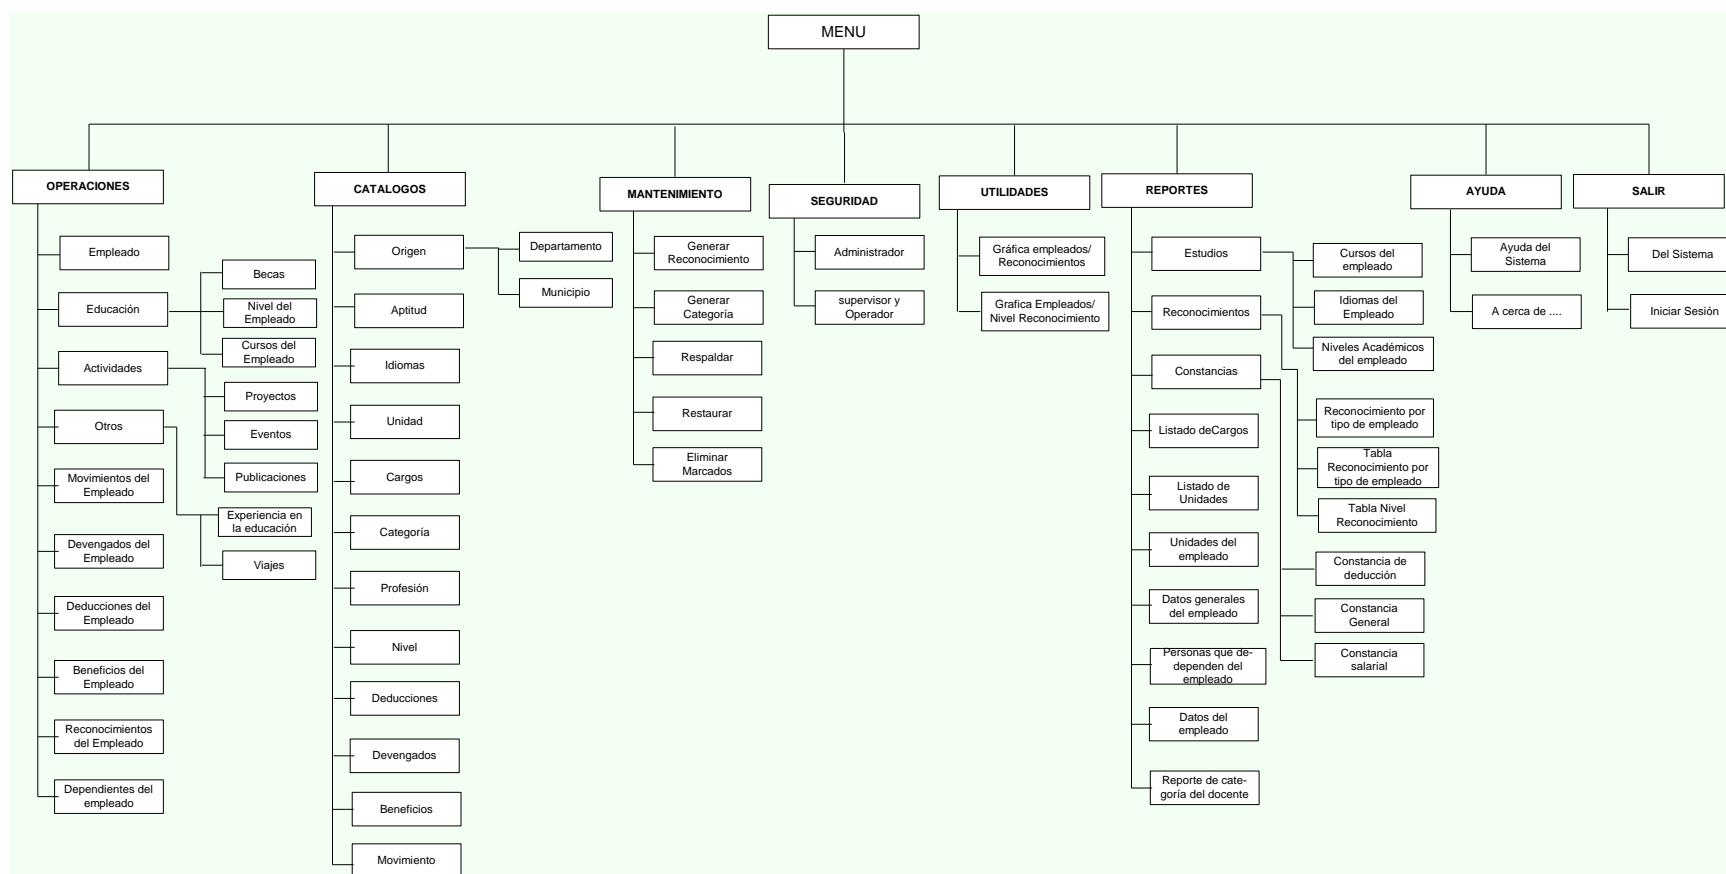 MENU
OPERACIONES
Empleado
Educación
Becas
Nivel del
Empleado
Cursos del
Empleado
Actividades
Proyectos
Eventos
Publicaciones
Otros
Experiencia en
la educación
Viajes
Movimientos del
Empleado
Devengados del
Empleado
Deducciones del
Empleado
Beneficios del
Empleado
Reconocimientos
del Empleado
Dependientes del
empleado
CATALOGOS
Origen
Departamento
Municipio
Aptitud
Idiomas
Unidad
Cargos
Categoría
Profesión
Nivel
Deducciones
Devengados
Beneficios
Movimiento
MANTENIMIENTO
Generar
Reconocimiento
Generar
Categoría
Respaldar
Restaurar
Eliminar
Marcados
SEGURIDAD
Administrador
supervisor y
Operador
UTILIDADES
Gráfica empleados/
Reconocimientos
Grafica Empleados/
Nivel Reconocimiento
REPORTES
Estudios
Cursos del
empleado
Idiomas del
Empleado
Niveles Académicos
del empleado
Reconocimientos
Reconocimiento por
tipo de empleado
Tabla
Reconocimiento por
tipo de empleado
Tabla Nivel
Reconocimiento
Constancias
Constancia de
deducción
Constancia
General
Constancia
salarial
Listado deCargos
Listado de
Unidades
Unidades del
empleado
Datos generales
del empleado
Personas que de-
dependen del
empleado
Datos del
empleado
Reporte de cate-
goría del docente
AYUDA
Ayuda del
Sistema
A cerca de ....
SALIR
Del Sistema
Iniciar Sesión